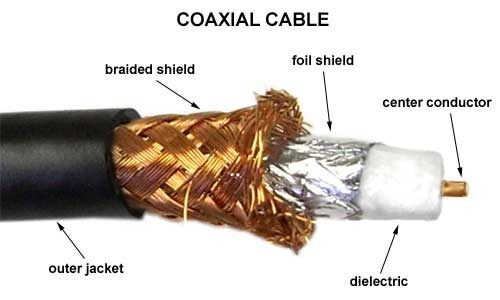 COAXIAL CABLE
foil shield
braided shield
center conductor
outer jacket
dielectric